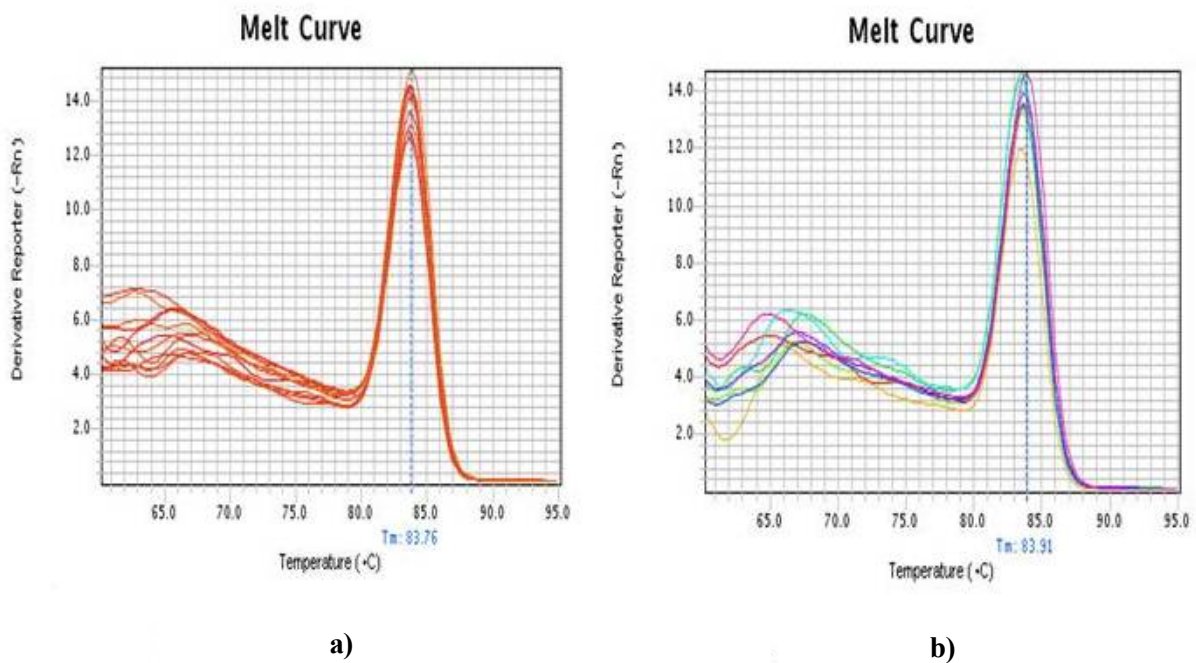 Melt Curve
Derivative Reporter (-Rn)
14.0
12.0
10.0
8.0
6.0
4.0
2.0
65.0 70.0 75.0 80.0 85.0 90.0 95.0
Tm: 83.76
Temperature (•C)
a)
Melt Curve
Derivative Reporter (-Rn)
14.0
12.0
10.0
8.0
6.0
4.0
2.0
65.0 70.0 75.0 80.0 85.0 90.0 95.0
Tm: 83.91
Temperature (•C)
b)